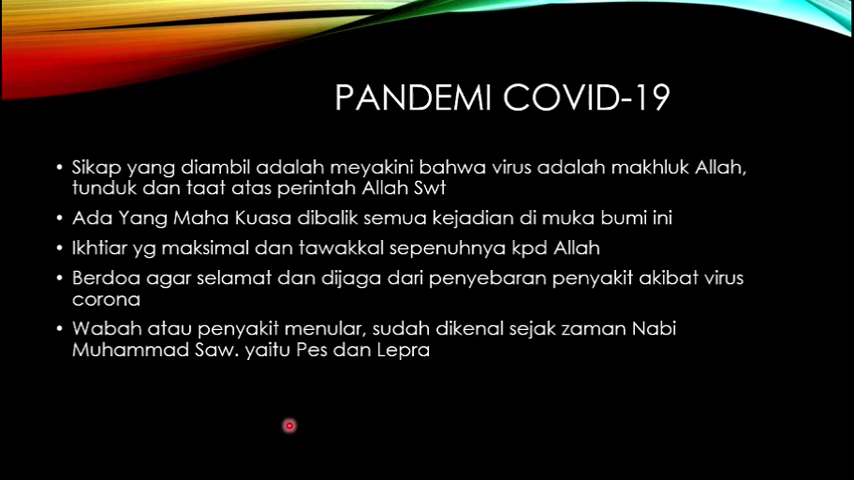 PANDEMI COVID-19
• Sikap yang diambil adalah meyakini bahwa virus adalah makhluk Allah,
tunduk dan taat atas perintah Allah Swt
• Ada Yang Maha Kuasa dibalik semua kejadian di muka bumi ini
• Ikhtiar yg maksimal dan tawakkal sepenuhnya kpd Allah
• Berdoa agar selamat dan dijaga dari penyebaran penyakit akibat virus
corona
• Wabah atau penyakit menular, sudah dikenal sejak zaman Nabi
Muhammad Saw. yaitu Pes dan Lepra